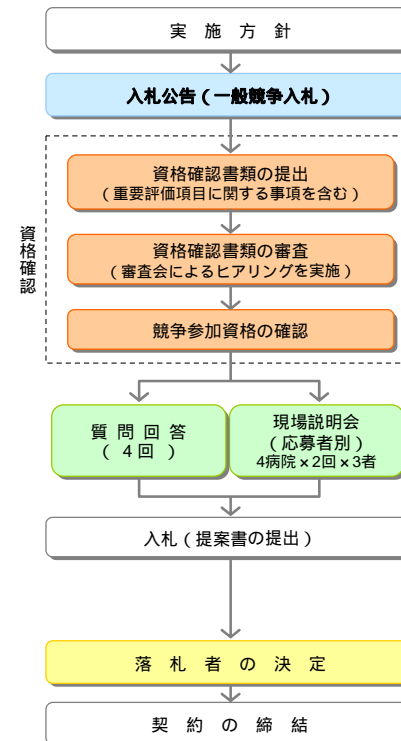 実施方針
入札公告(一般競争入札)
資格確認
資格確認書類の提出
(重要評価項目に関する事項を含む)
資格確認書類の審査
(審査会によるヒアリングを実施)
競争参加資格の確認
質問回答
(4回)
現場説明会
(応募者別)
4病院×2回×3者
入札(提案書の提出)
落札者の決定
契約の締結